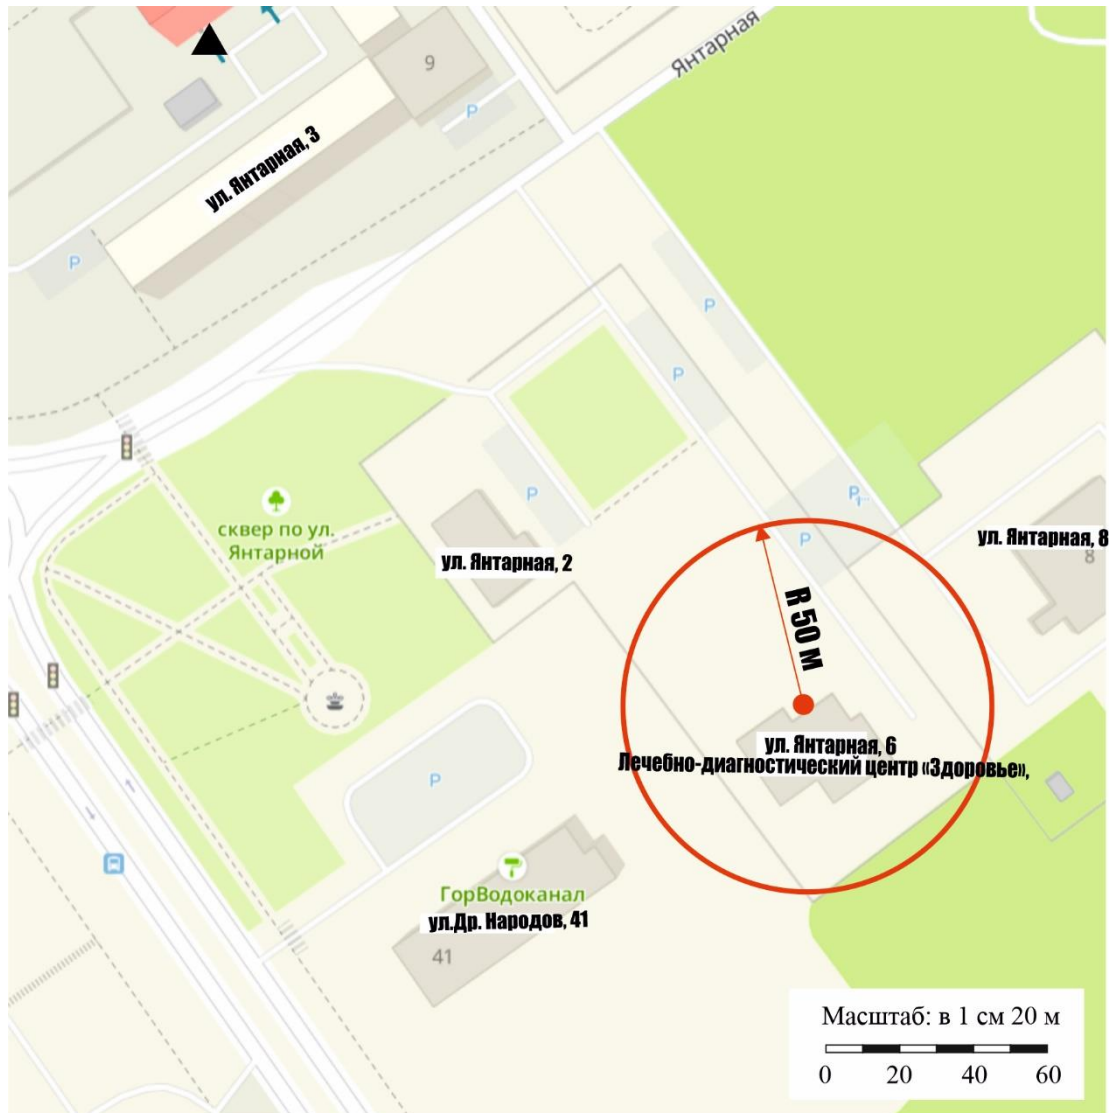 Янтарная
9
P
ул. Янтарная, 3
P
P
P
сквер по ул.
Янтарной
P
P
P
ул. Янтарная, 2
ул. Янтарная, 8
8
R 50 м
ул. Янтарная, 6
Лечебно-диагностический центр «Здоровье»,
P
ГорВодоканал
ул.Др. Народов, 41
41
Масштаб: в 1 см 20 м
0 20 40 60